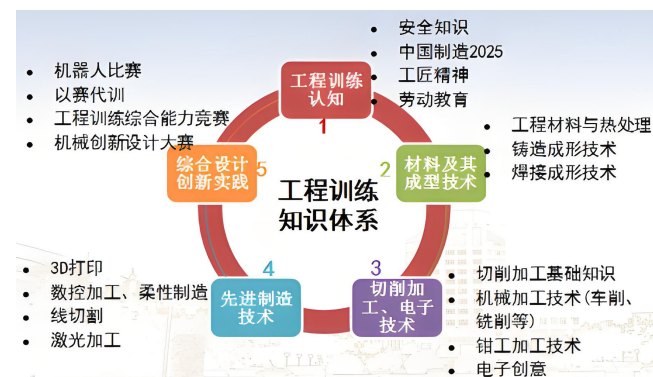 安全知识
中国制造2025
工匠精神
劳动教育
机器人比赛
以赛代训
工程训练综合能力竞赛
机械创新设计大赛
工程训练
认知
1
工程材料与热处理
铸造成形技术
焊接成形技术
2
材料及其
成型技术
综合设计
创新实践
5
工程训练
知识体系
3D打印
数控加工、柔性制造
线切割
激光加工
4
先进制造
技术
3
切削加
工、电子
技术
切削加工基础知识
机械加工技术(车削、
铣削等)
钳工加工技术
电子创意